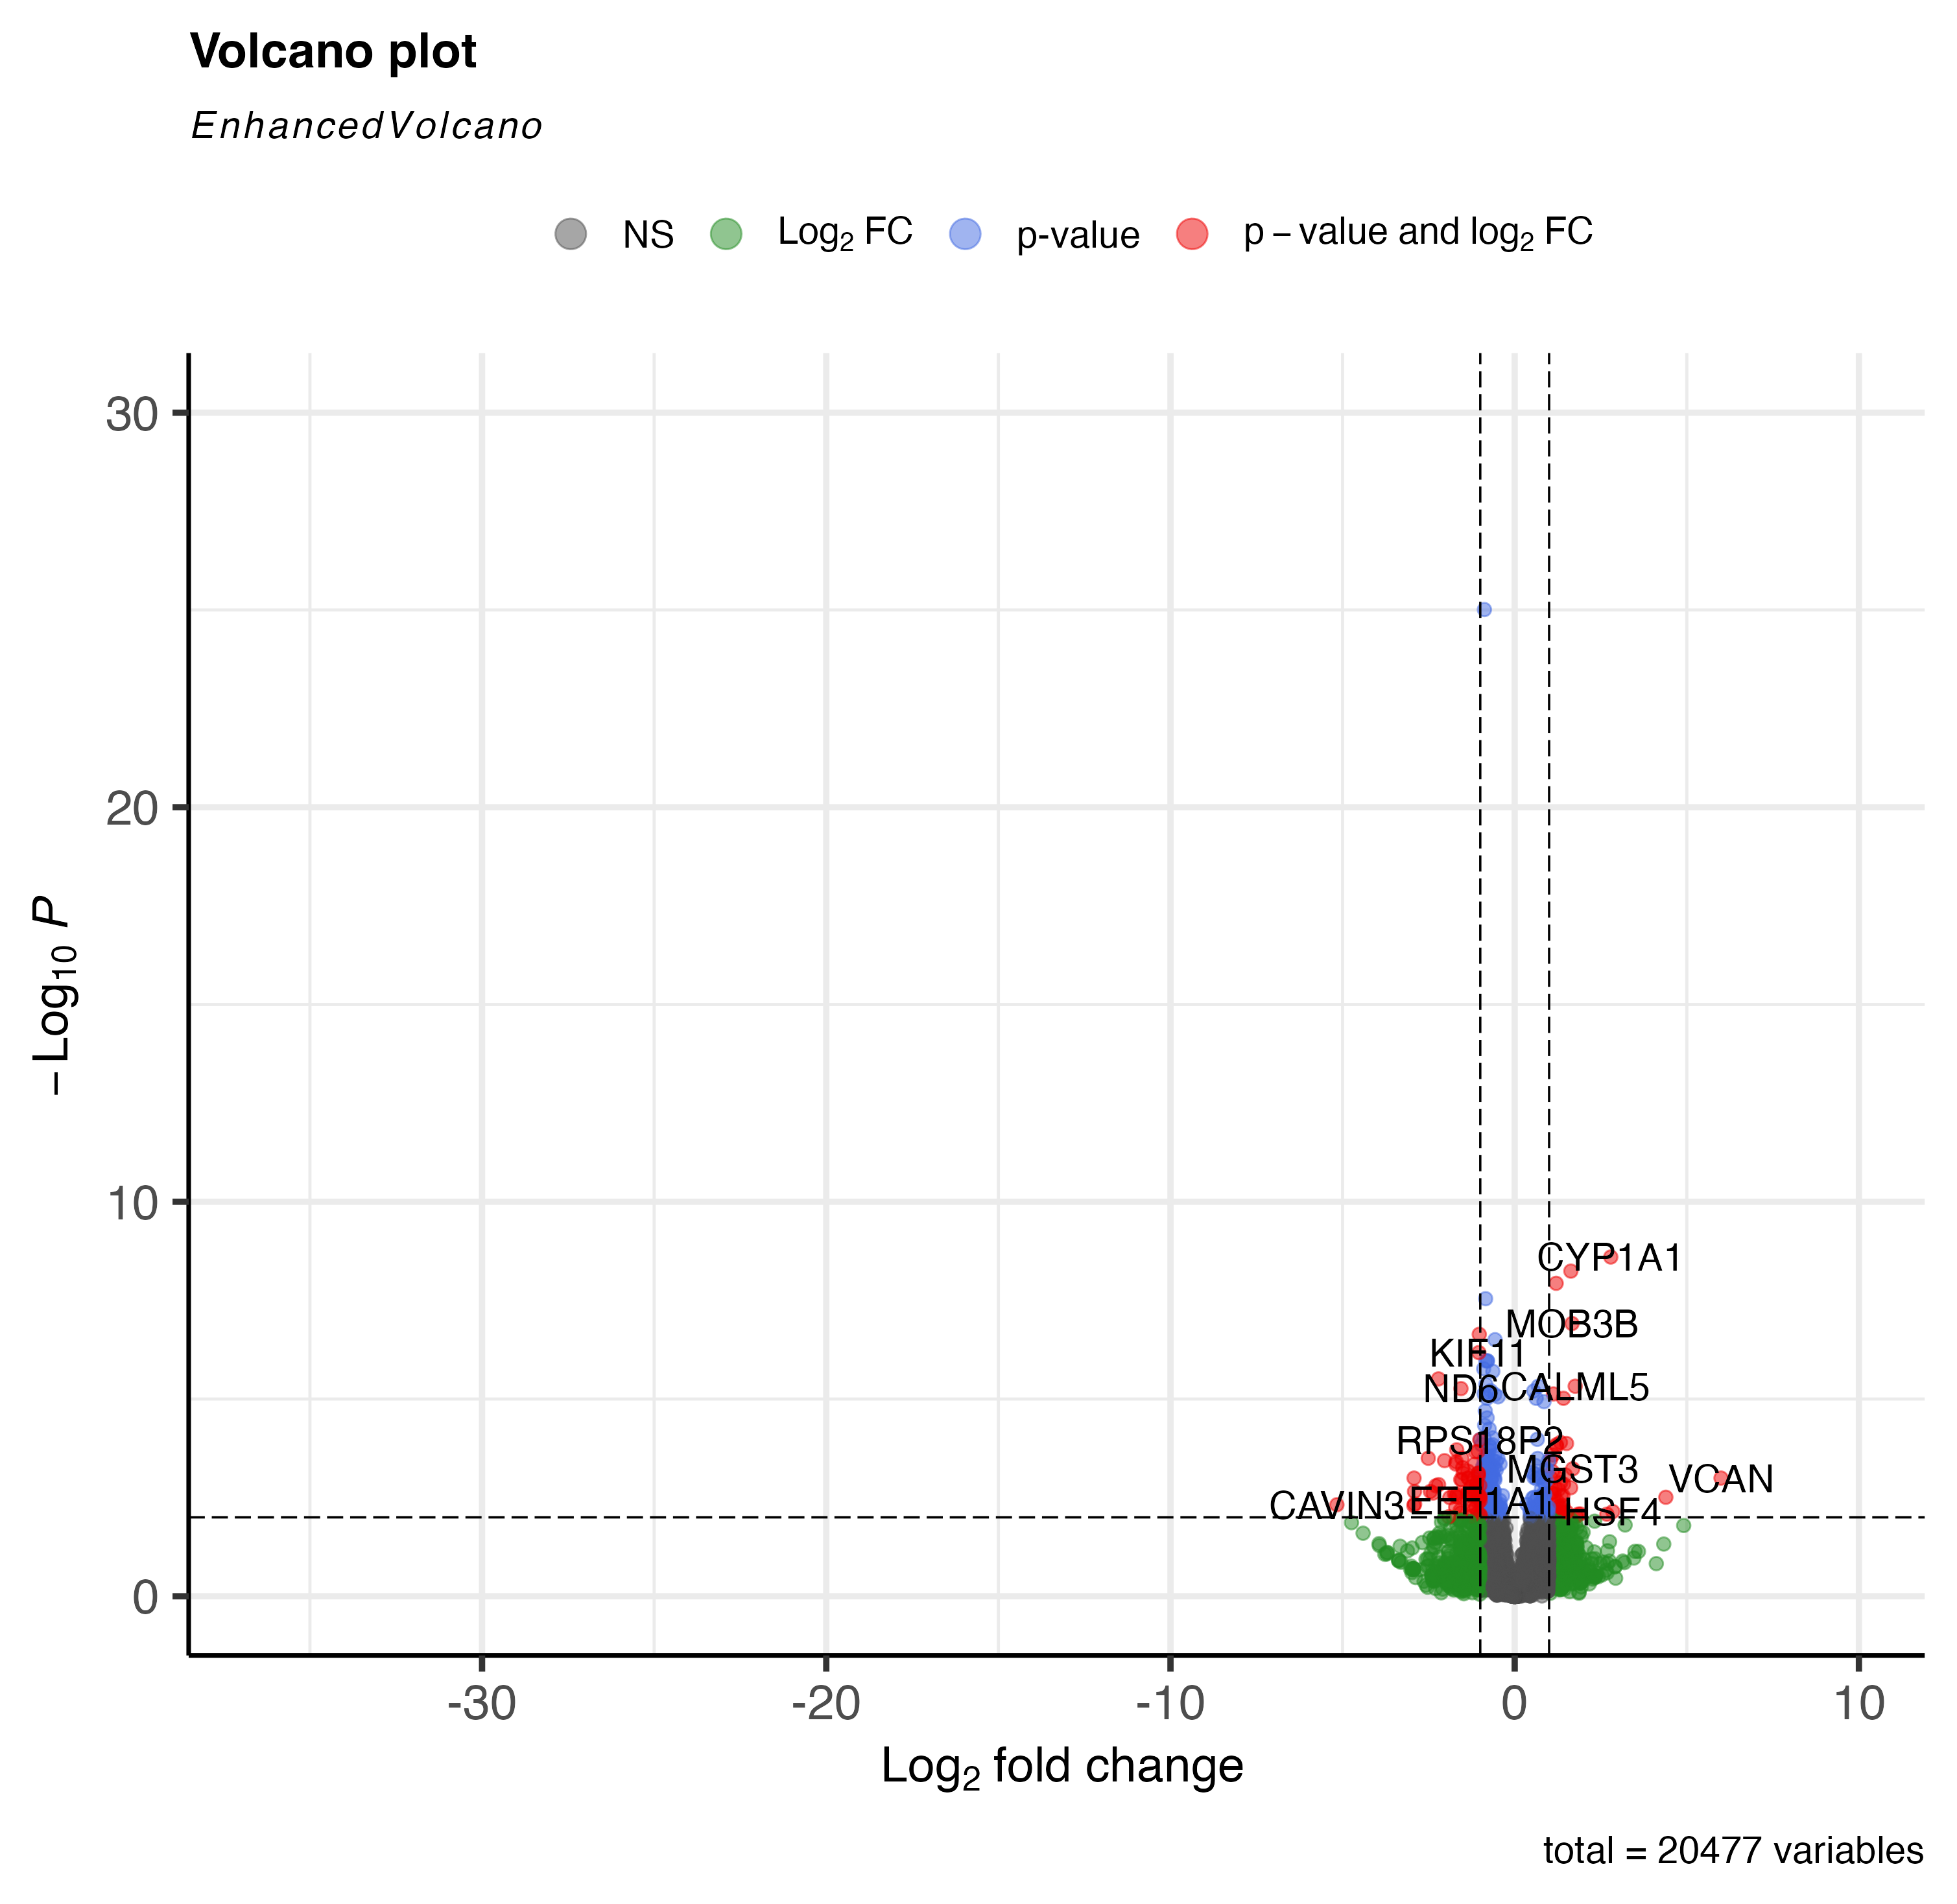 Volcano plot
EnhancedVolcano
NS Log2 FC p-value p – value and log2 FC
30
20
10
0
– Log10 P
CYP1A1
MOB3B
KIF11
ND6 CALML5
RPS18P2
MGST3 VCAN
CAVIN3 EEF1A1 HSF4
-30 -20 -10 0 10
Log2 fold change
total = 20477 variables